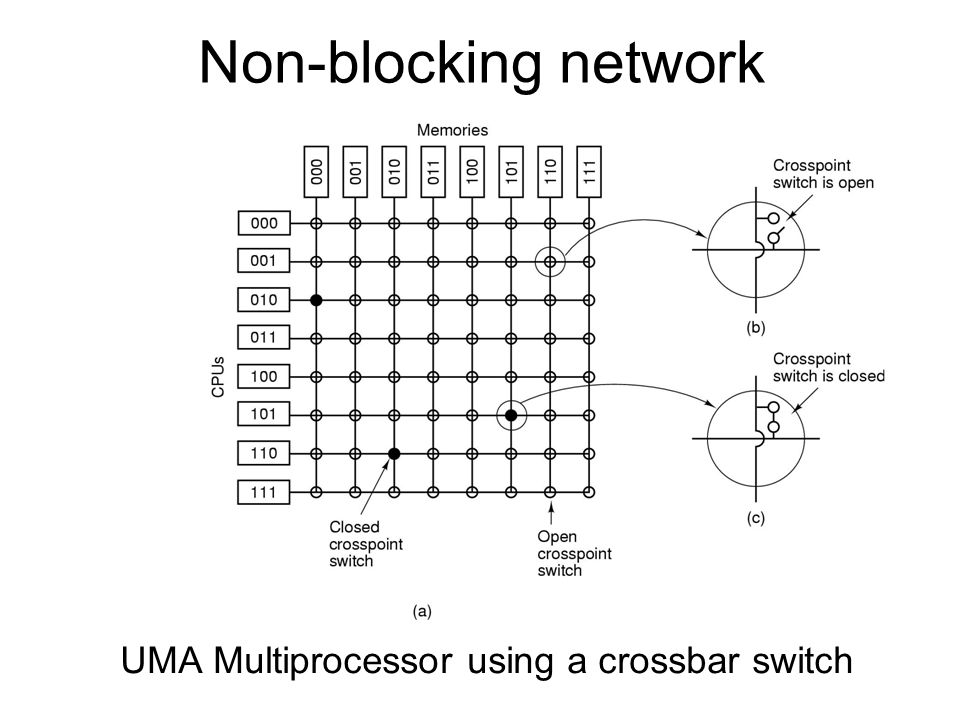 Non-blocking network
Memories
000
001
010
011
100
101
110
111
Crosspoint
switch is open
000
001
010
011
100
101
110
111
CPUs
(b)
Crosspoint
switch is closed
(c)
Closed
crosspoint
switch
Open
crosspoint
switch
(a)
UMA Multiprocessor using a crossbar switch